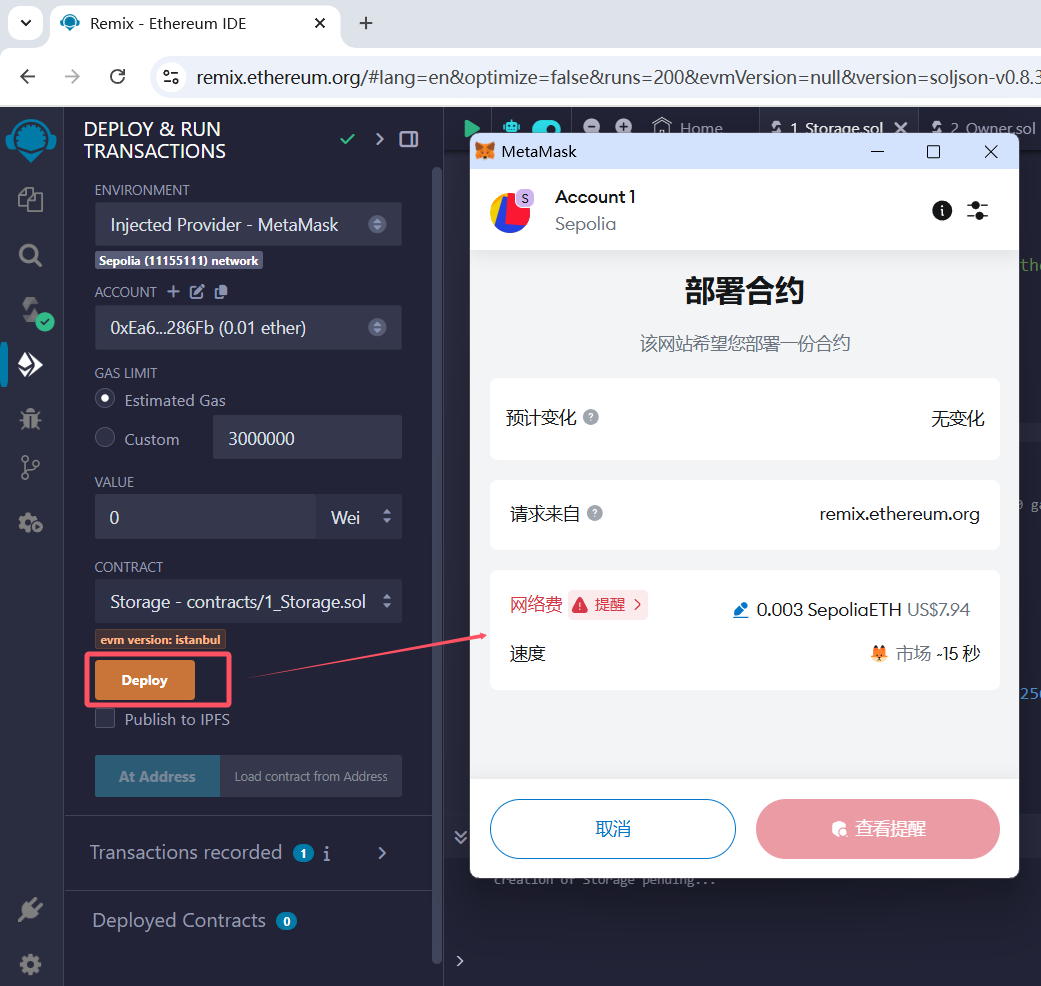 Remix - Ethereum IDE
remix.ethereum.org/#lang=en&optimize=false&runs=200&evmVersion=null&version=soljson-v0.8.3
DEPLOY & RUN
TRANSACTIONS
ENVIRONMENT
Injected Provider - MetaMask
Sepolia (11155111) network
ACCOUNT
0xEa6...286Fb (0.01 ether)
GAS LIMIT
Estimated Gas
Custom
3000000
VALUE
0
Wei
CONTRACT
Storage - contracts/1_Storage.sol
evm version: istanbul
Deploy
Publish to IPFS
At Address
Load contract from Address
Transactions recorded 1 i
Deployed Contracts 0
Home
1_Storage.sol
2_Owner.sol
MetaMask
S
Account 1
Sepolia
部署合约
该网站希望您部署一份合约
预计变化 ?
无变化
请求来自 ?
remix.ethereum.org
网络费 提醒
0.003 SepoliaETH US$7.94
速度
市场 ~15 秒
取消
查看提醒
creation of Storage pending...